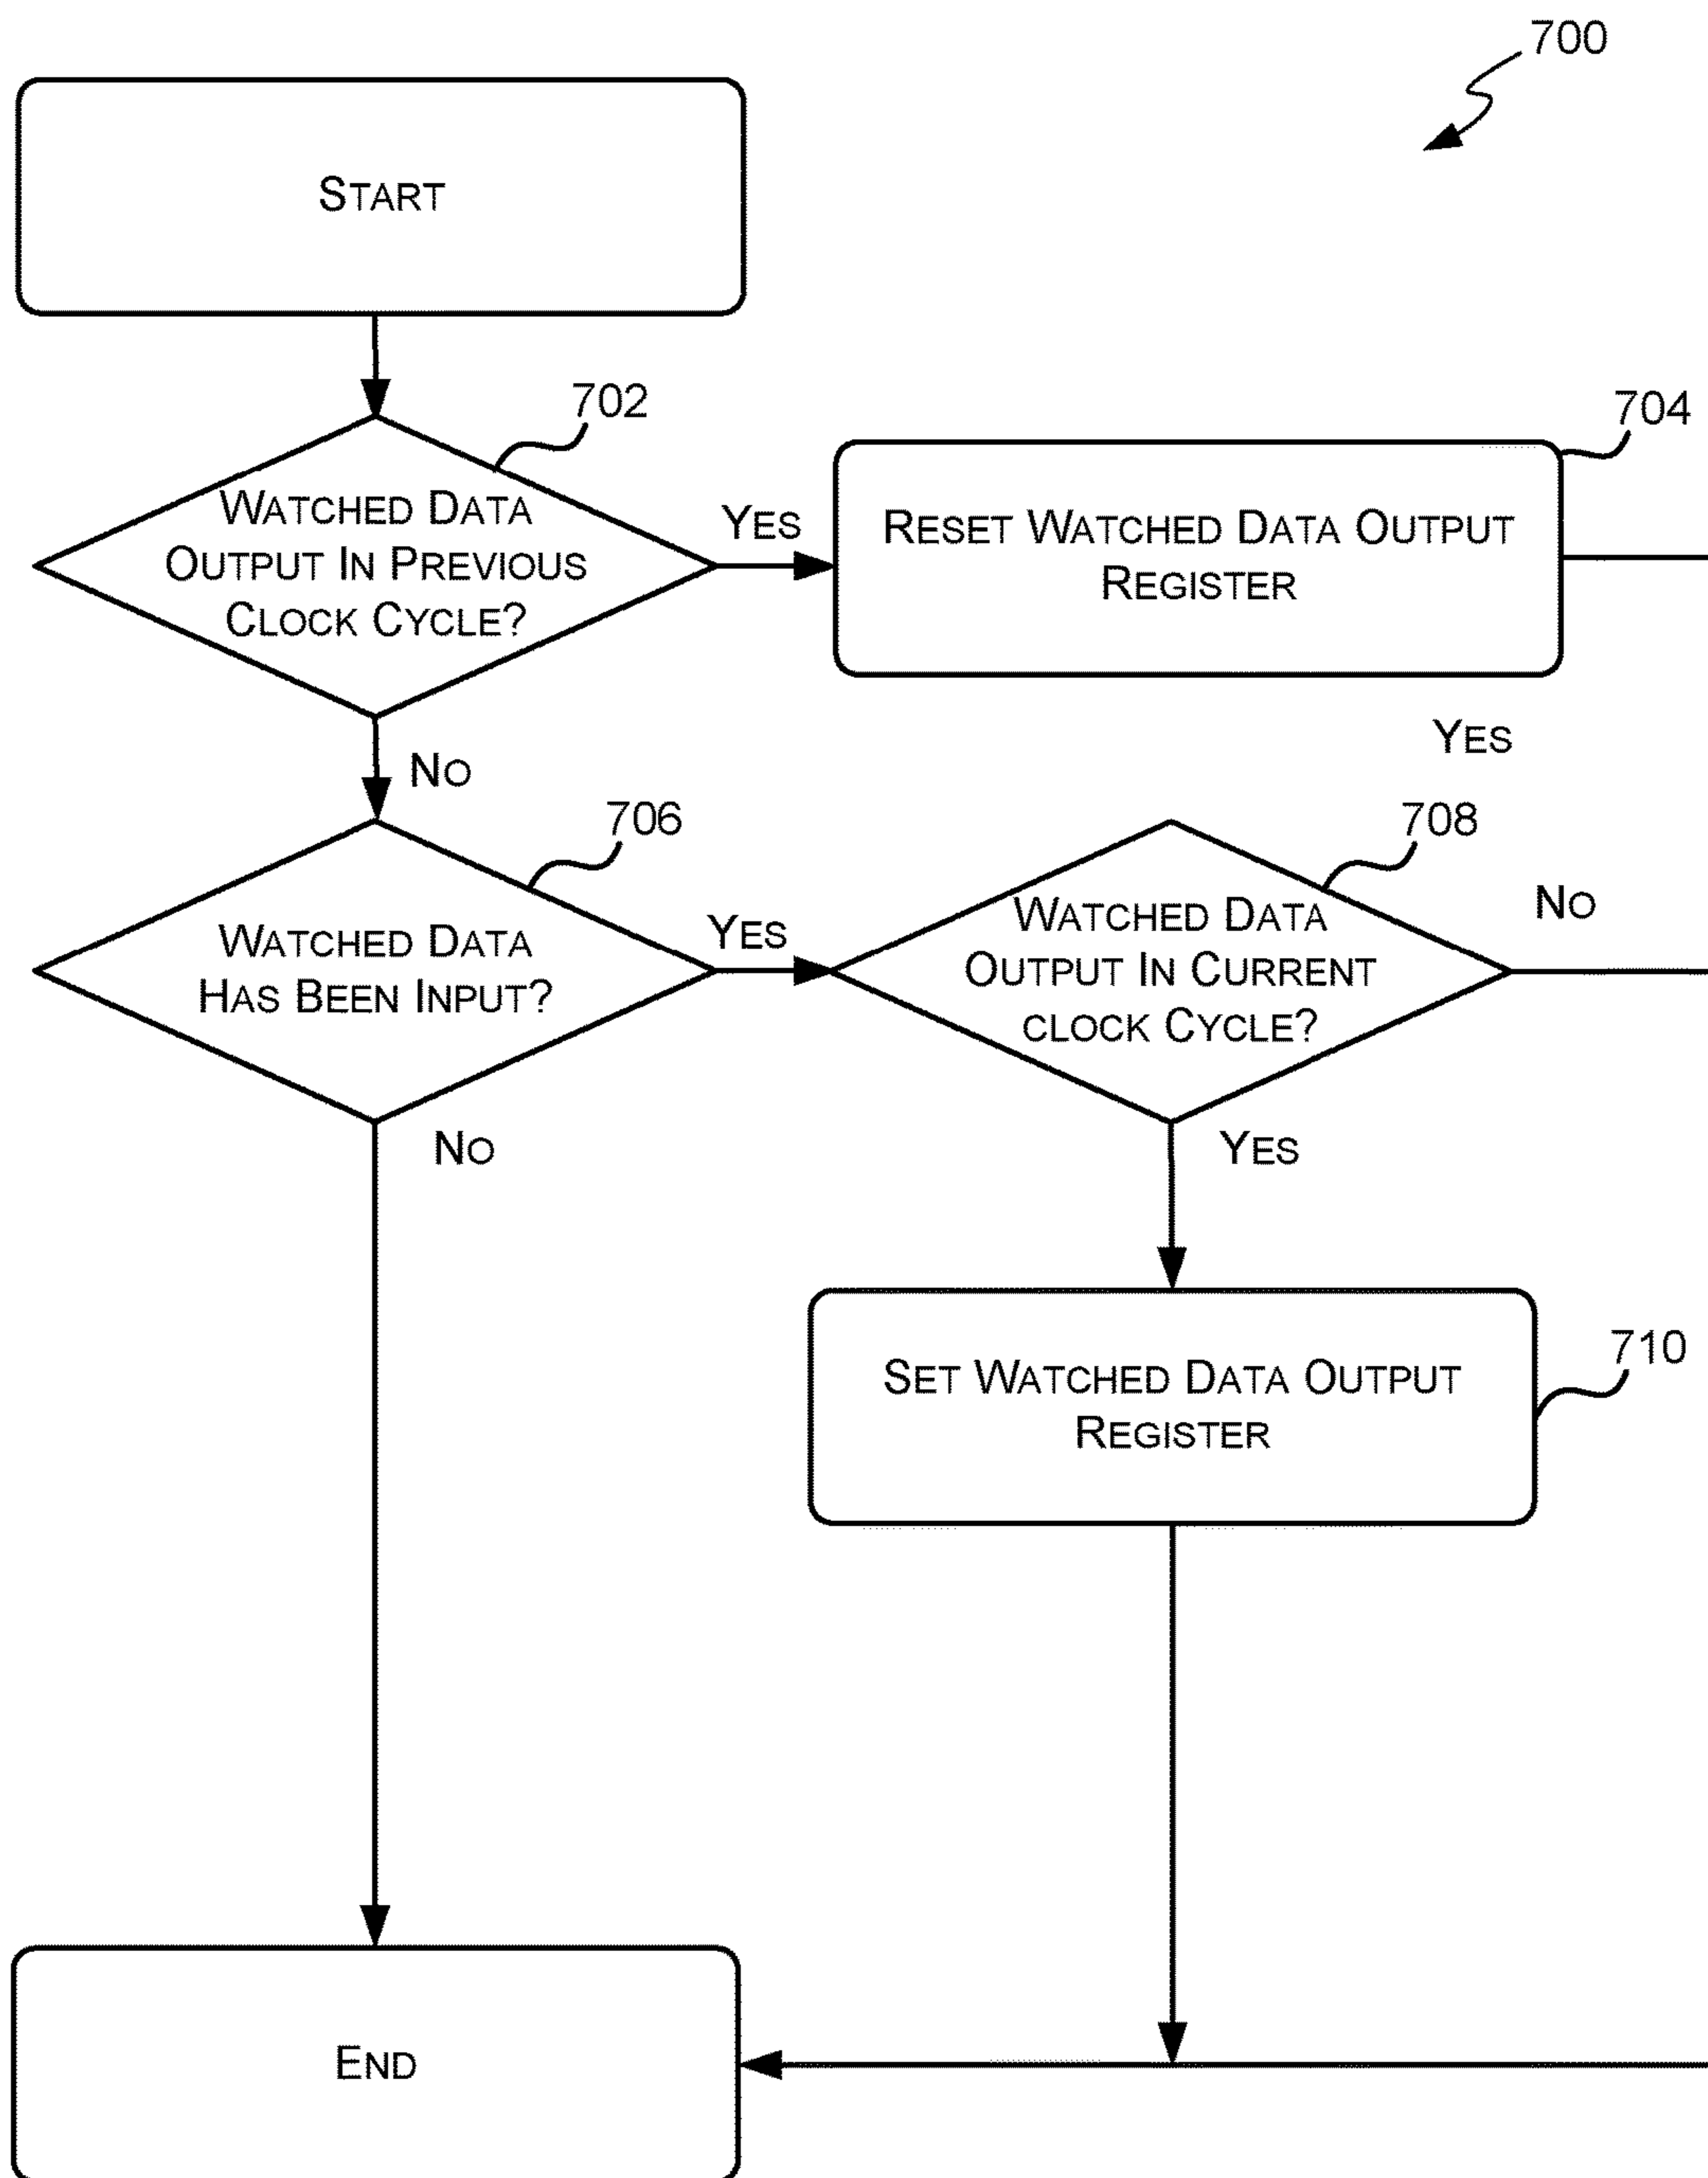 700
START
702
704
WATCHED DATA
OUTPUT IN PREVIOUS
CLOCK CYCLE?
YES
RESET WATCHED DATA OUTPUT
REGISTER
NO
YES
706
708
WATCHED DATA
HAS BEEN INPUT?
YES
WATCHED DATA
OUTPUT IN CURRENT
CLOCK CYCLE?
NO
NO
YES
SET WATCHED DATA OUTPUT
REGISTER
710
END